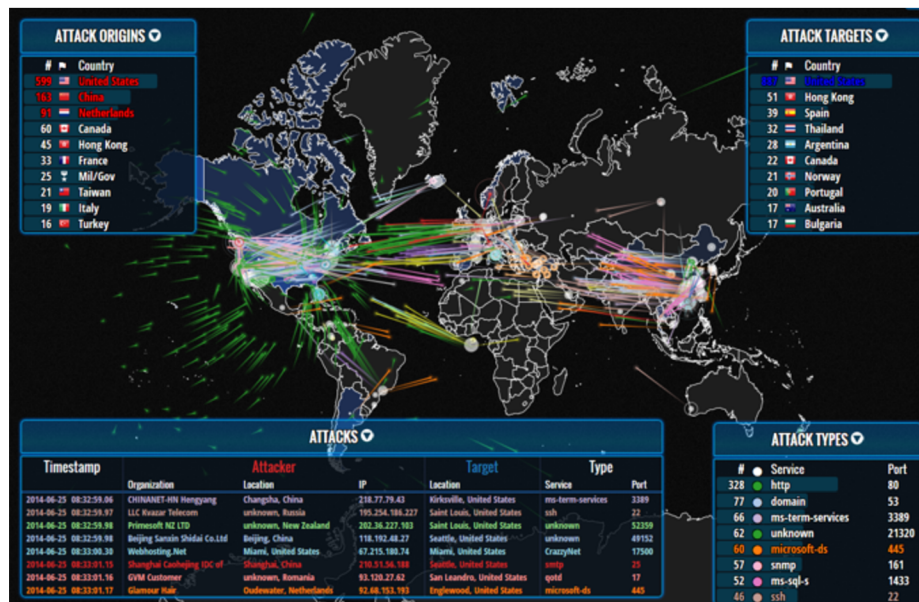 ATTACK ORIGINS
# Country
599 United States
163 China
91 Netherlands
60 Canada
45 Hong Kong
33 France
25 Mil/Gov
21 Taiwan
19 Italy
16 Turkey
ATTACK TARGETS
# Country
United States
51 Hong Kong
39 Spain
32 Thailand
28 Argentina
22 Canada
21 Norway
20 Portugal
17 Australia
17 Bulgaria
ATTACKS
Timestamp Attacker Target Type
Organization Location IP Location Service Port
2014-06-25 08:32:59.06 CHINANET-HN Hengyang Changsha, China 218.77.79.43 Kirksville, United States ms-term-services 3389
2014-06-25 08:32:59.97 LLC Kvazar Telecom unknown, Russia 195.254.186.227 Saint Louis, United States ssh 22
2014-06-25 08:32:59.98 Primesoft NZ LTD unknown, New Zealand 202.36.227.103 Saint Louis, United States unknown 52359
2014-06-25 08:32:59.98 Beijing Sanxin Shidai Co.Ltd Beijing, China 118.192.48.27 Seattle, United States unknown 49152
2014-06-25 08:33:00.30 Webhosting.Net Miami, United States 67.215.180.74 Miami, United States CrazzyNet 17500
2014-06-25 08:33:01.15 Shanghai Caohejing IDC of Shanghai, China 210.51.56.188 Seattle, United States smtp 25
2014-06-25 08:33:01.16 GVM Customer unknown, Romania 93.120.27.62 San Leandro, United States qotd 17
2014-06-25 08:33:01.17 Glamour Hair Oudewater, Netherlands 92.68.153.193 Englewood, United States microsoft-ds 445
ATTACK TYPES
# Service Port
328 http 80
77 domain 53
66 ms-term-services 3389
62 unknown 21320
60 microsoft-ds 445
57 snmp 161
52 ms-sql-s 1433
46 ssh 22